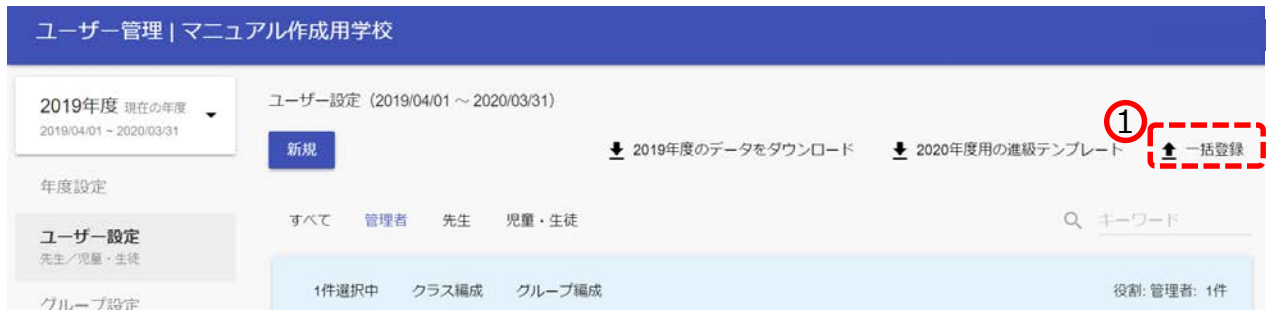 ユーザー管理 | マニュアル作成用学校
2019年度 現在の年度
2019/04/01 ~ 2020/03/31
ユーザー設定（2019/04/01 ～ 2020/03/31）
1
新規
2019年度のデータをダウンロード
2020年度用の進級テンプレート
一括登録
年度設定
ユーザー設定
先生／児童・生徒
グループ設定
すべて 管理者 先生 児童・生徒
キーワード
1件選択中 クラス編成 グループ編成
役割: 管理者: 1件